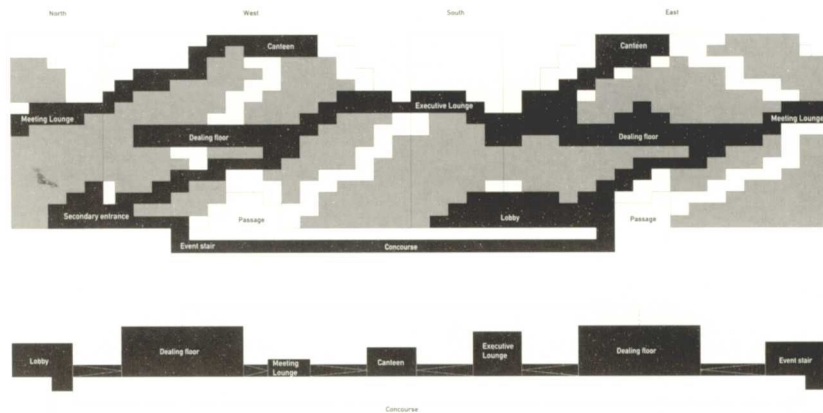 North
West
South
East
Canteen
Canteen
Meeting Lounge
Executive Lounge
Meeting Lounge
Dealing floor
Dealing floor
Secondary entrance
Passage
Lobby
Passage
Event stair
Concourse
Lobby
Dealing floor
Meeting
Lounge
Canteen
Executive
Lounge
Dealing floor
Event stair
Concourse